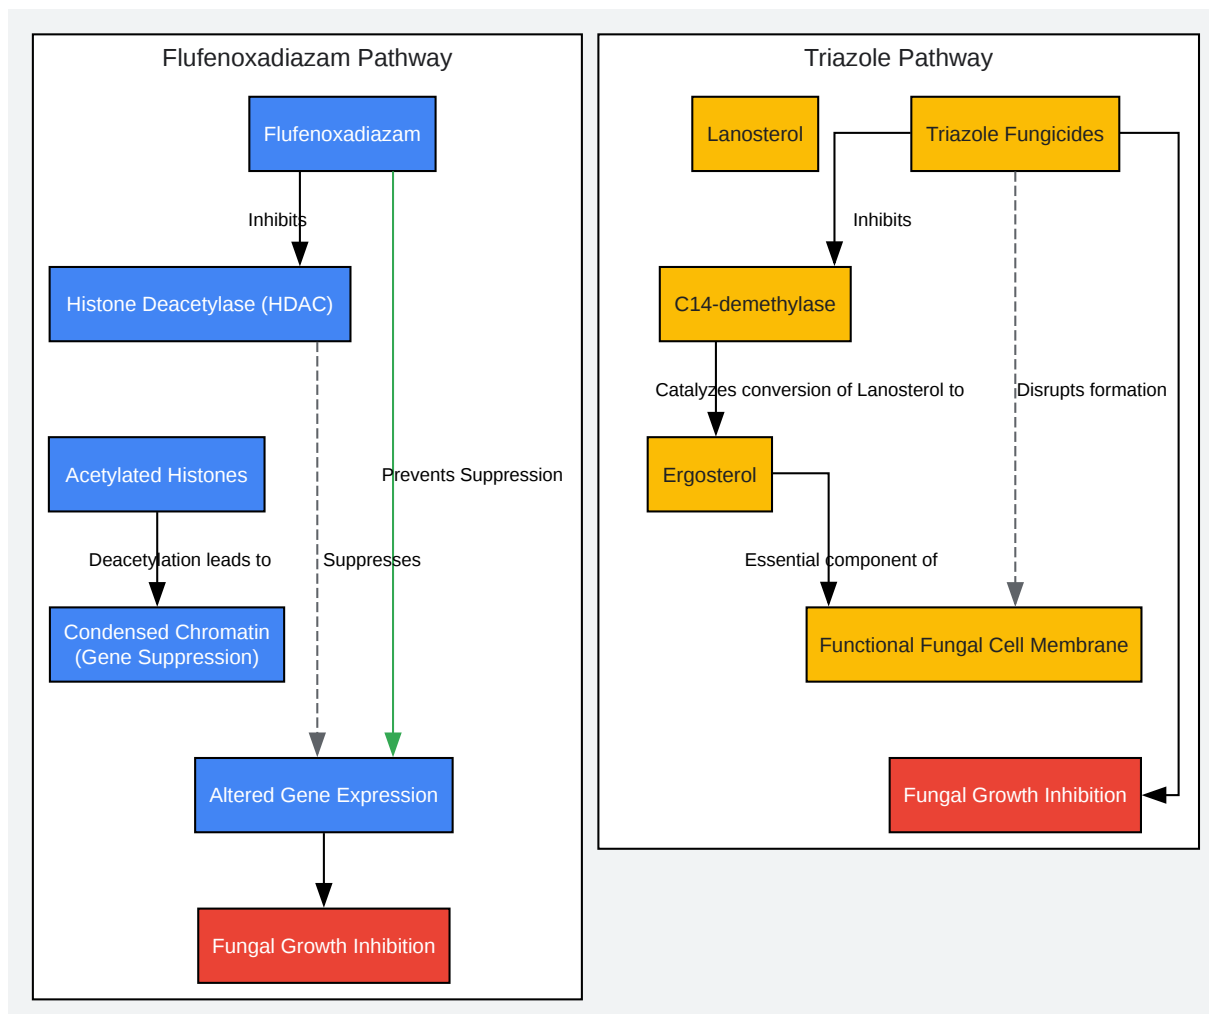 Flufenoxadiazam Pathway
Flufenoxadiazam
Inhibits
Histone Deacetylase (HDAC)
Prevents Suppression
Acetylated Histones
Deacetylation leads to
Suppresses
Condensed Chromatin
(Gene Suppression)
Altered Gene Expression
Fungal Growth Inhibition
Triazole Pathway
Lanosterol
Triazole Fungicides
Inhibits
C14-demethylase
Catalyzes conversion of Lanosterol to
Disrupts formation
Ergosterol
Essential component of
Functional Fungal Cell Membrane
Fungal Growth Inhibition